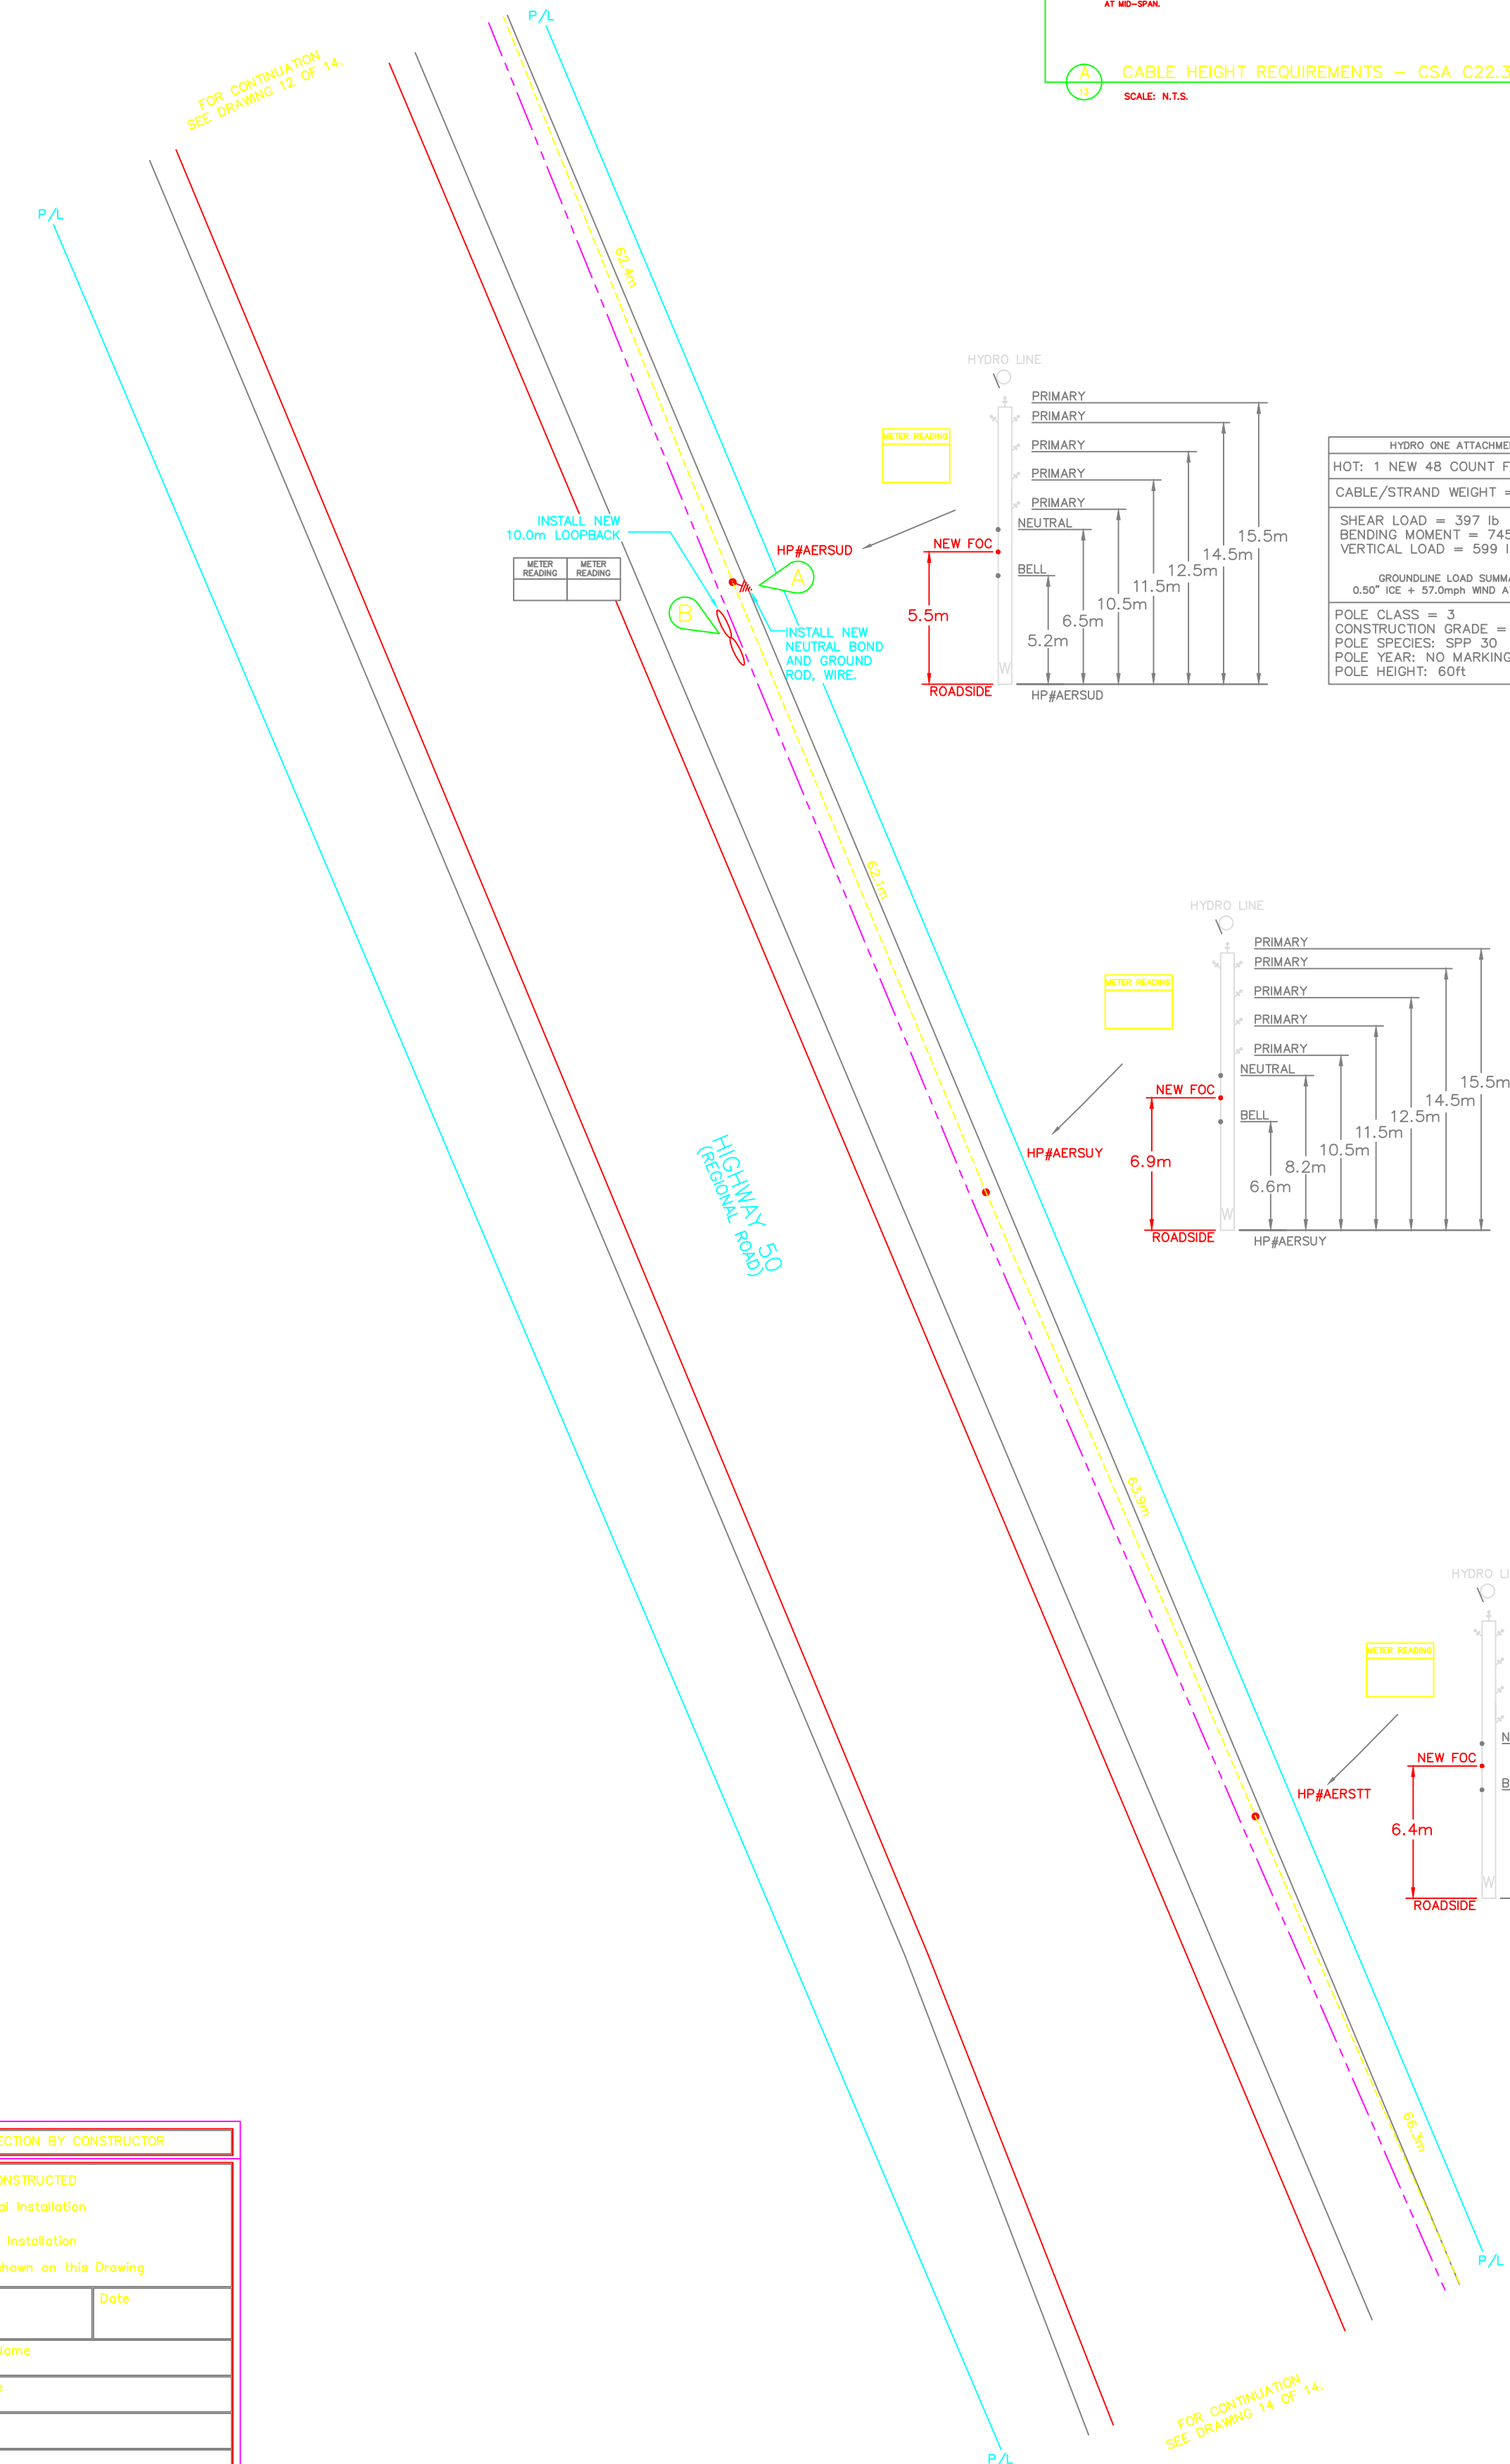 AT MID-SPAN.
A
13
CABLE HEIGHT REQUIREMENTS - CSA C22.3
SCALE: N.T.S.
P/L
FOR CONTINUATION
SEE DRAWING 12 OF 14.
P/L
62.4m
HYDRO LINE
PRIMARY
PRIMARY
PRIMARY
PRIMARY
PRIMARY
NEUTRAL
NEW FOC
BELL
5.5m
5.2m
6.5m
10.5m
11.5m
12.5m
14.5m
15.5m
W
ROADSIDE
HP#AERSUD
METER READING
HP#AERSUD
HYDRO ONE ATTACHME
HOT: 1 NEW 48 COUNT F
CABLE/STRAND WEIGHT =
SHEAR LOAD = 397 lb
BENDING MOMENT = 745
VERTICAL LOAD = 599 l
GROUNDLINE LOAD SUMMA
0.50" ICE + 57.0mph WIND A
POLE CLASS = 3
CONSTRUCTION GRADE =
POLE SPECIES: SPP 30
POLE YEAR: NO MARKING
POLE HEIGHT: 60ft
INSTALL NEW
10.0m LOOPBACK
METER READING
METER READING
A
B
INSTALL NEW
NEUTRAL BOND
AND GROUND
ROD, WIRE.
62.1m
HYDRO LINE
PRIMARY
PRIMARY
PRIMARY
PRIMARY
PRIMARY
NEUTRAL
NEW FOC
BELL
6.9m
6.6m
8.2m
10.5m
11.5m
12.5m
14.5m
15.5m
W
ROADSIDE
HP#AERSUY
METER READING
HP#AERSUY
HIGHWAY 50
(REGIONAL ROAD)
63.9m
HYDRO LI
METER READING
NEW FOC
N
B
6.4m
W
ROADSIDE
HP#AERSTT
66.3m
P/L
FOR CONTINUATION
SEE DRAWING 14 OF 14.
P/L
ECTION BY CONSTRUCTOR
ONSTRUCTED
al Installation
Installation
hown on this Drawing
Date
Name
e